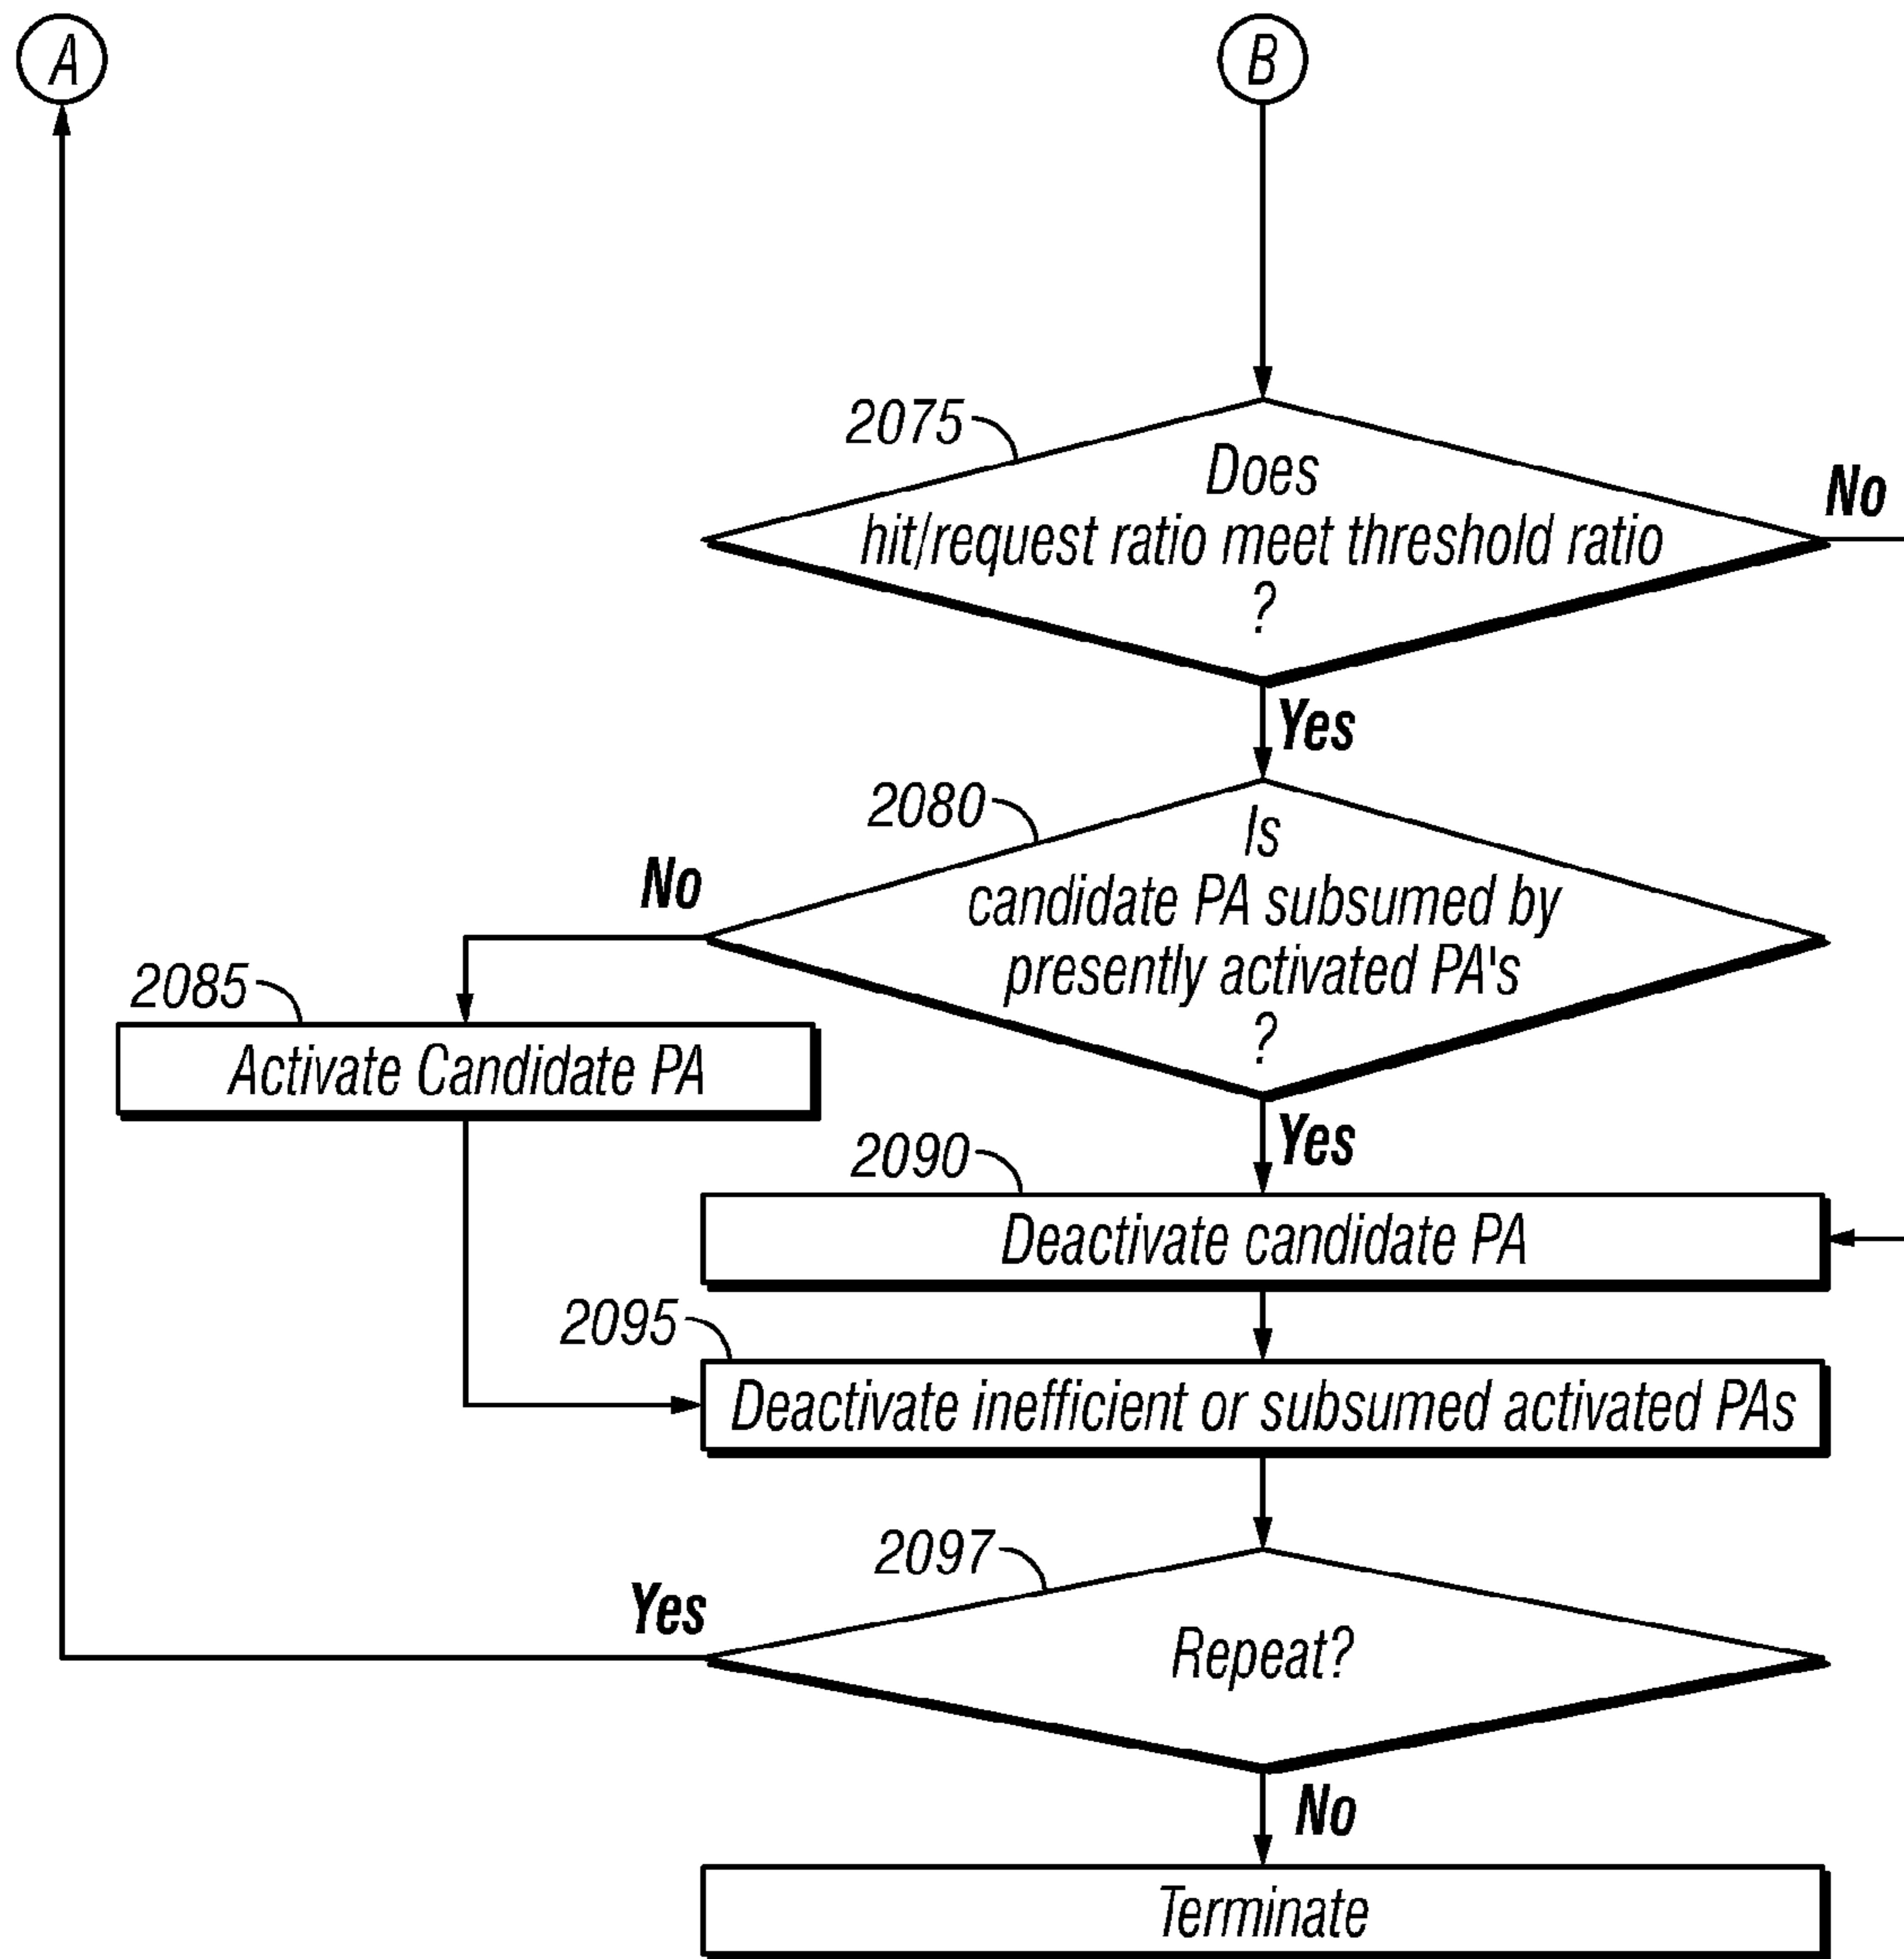 A
B
2075
Does
hit/request ratio meet threshold ratio
?
No
Yes
2080
Is
candidate PA subsumed by
presently activated PA's
?
No
2085
Activate Candidate PA
Yes
2090
Deactivate candidate PA
2095
Deactivate inefficient or subsumed activated PAs
2097
Yes
Repeat?
No
Terminate